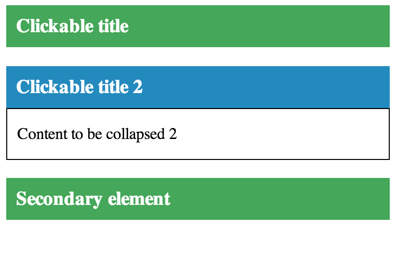 Clickable title
Clickable title 2
Content to be collapsed 2
Secondary element